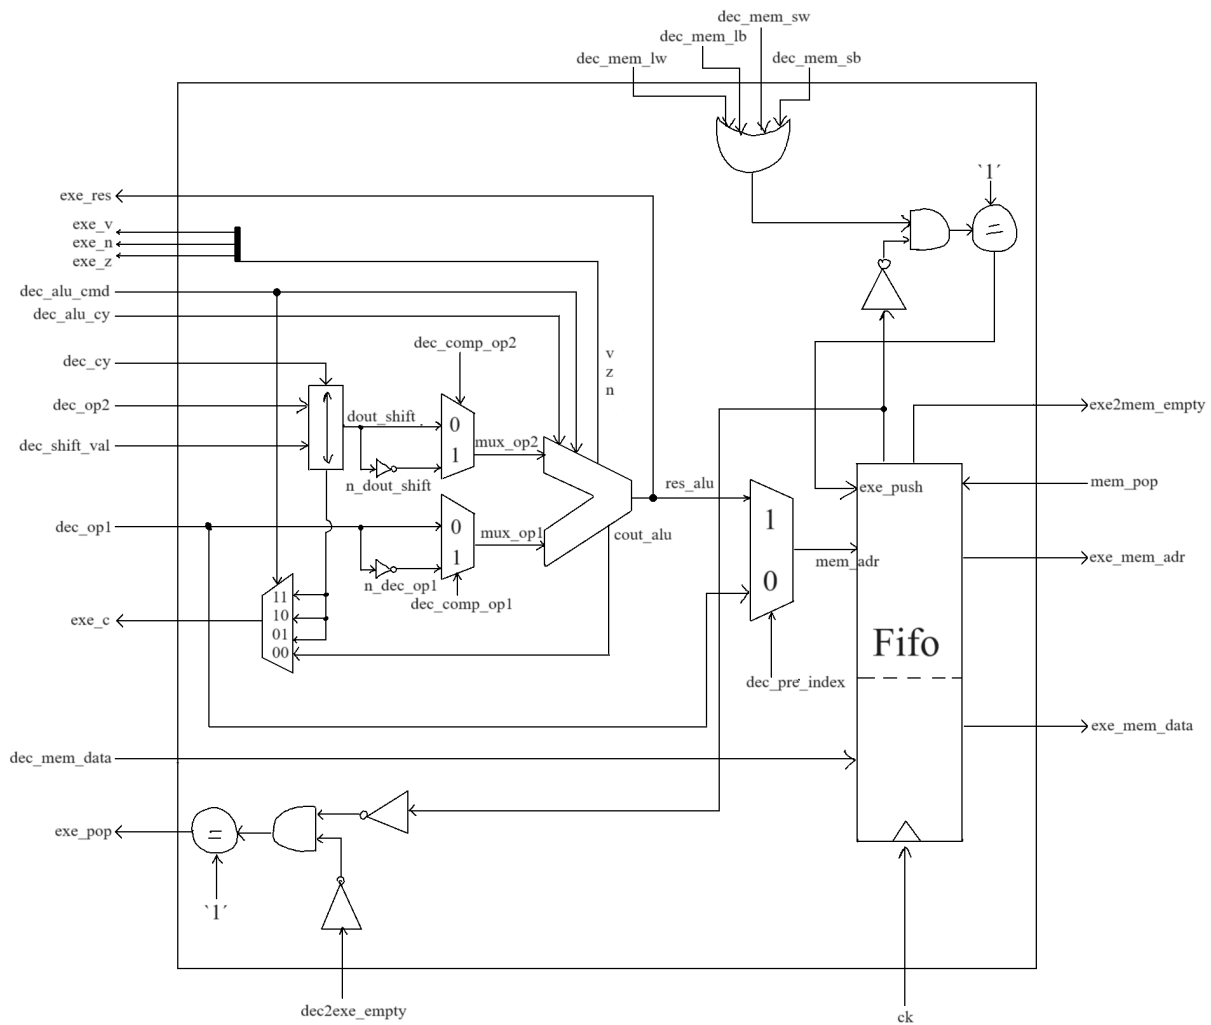 dec_mem_sw
dec_mem_lb
dec_mem_lw
dec_mem_sb
`1´
exe_res
exe_v
exe_n
exe_z
=
dec_alu_cmd
dec_alu_cy
dec_comp_op2
v
z
n
dec_cy
dec_op2
dout_shift
0
exe2mem_empty
dec_shift_val
1
mux_op2
n_dout_shift
res_alu
exe_push
mem_pop
dec_op1
0
mux_op1
cout_alu
1
1
0
mem_adr
exe_mem_adr
n_dec_op1
dec_comp_op1
11
10
01
00
exe_c
Fifo
dec_pre_index
exe_mem_data
dec_mem_data
exe_pop
=
`1´
dec2exe_empty
ck